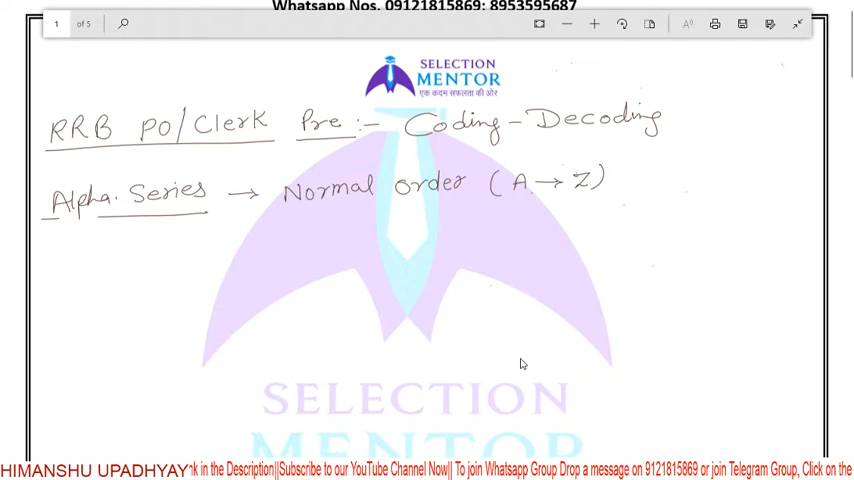 Whatsapp Nos. 09121815869; 8953595687
1 of 5
SELECTION
MENTOR
एक कदम सफलता की ओर
RRB PO/Clerk Pre :- Coding-Decoding
Alpha. Series → Normal order (A → Z)
SELECTION
MENTOR
HIMANSHU UPADHYAY nk in the Description||Subscribe to our YouTube Channel Now|| To join Whatsapp Group Drop a message on 9121815869 or join Telegram Group, Click on the